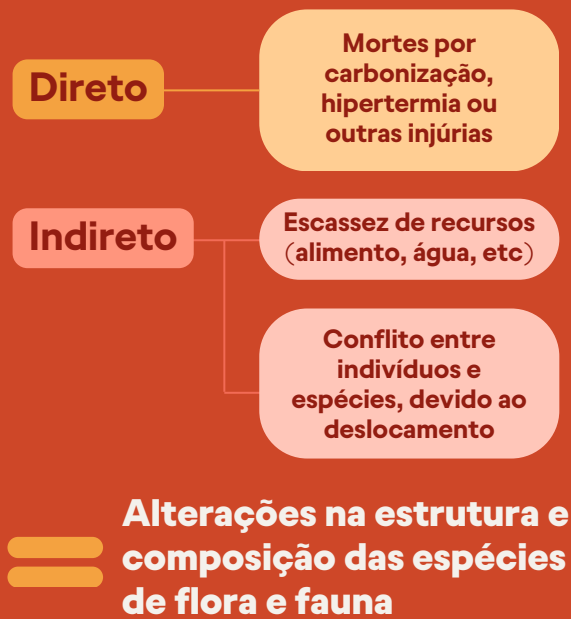 Direto
Mortes por
carbonização,
hipertermia ou
outras injúrias
Indireto
Escassez de recursos
(alimento, água, etc)
Conflito entre
indivíduos e
espécies, devido ao
deslocamento
Alterações na estrutura e
composição das espécies
de flora e fauna